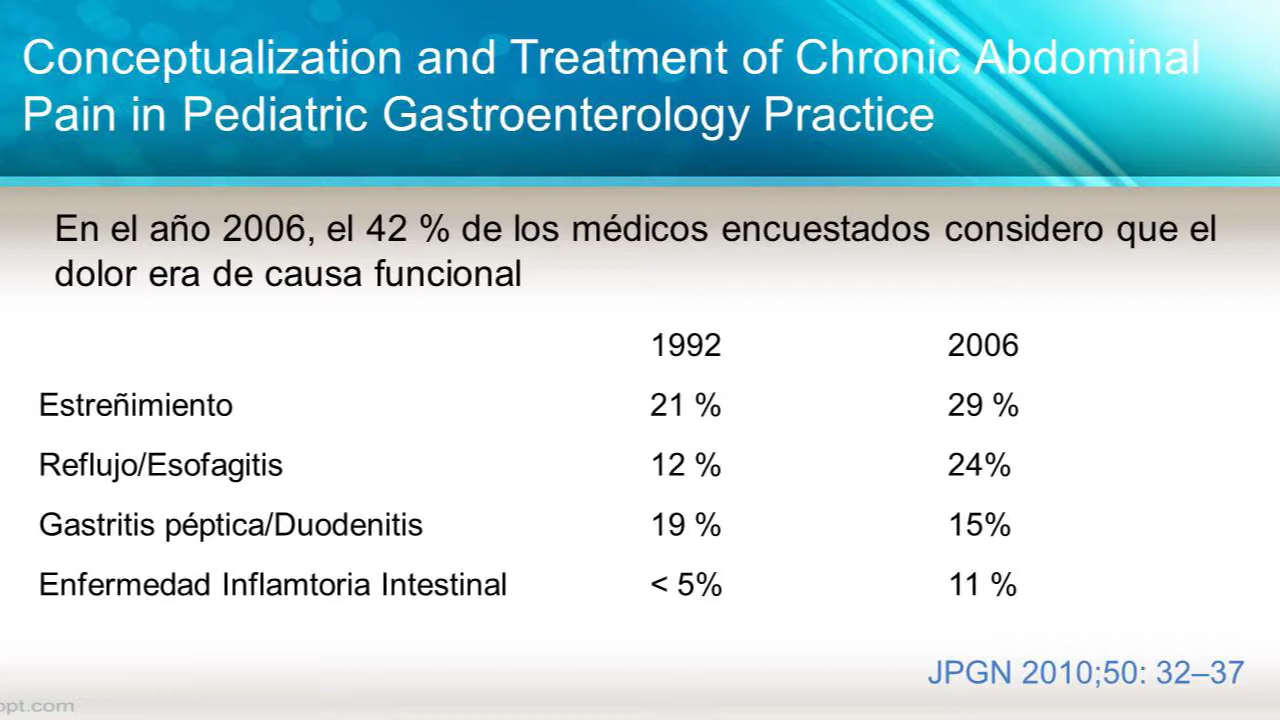 Conceptualization and Treatment of Chronic Abdominal
Pain in Pediatric Gastroenterology Practice
En el año 2006, el 42 % de los médicos encuestados considero que el
dolor era de causa funcional
1992 2006
Estreñimiento 21 % 29 %
Reflujo/Esofagitis 12 % 24%
Gastritis péptica/Duodenitis 19 % 15%
Enfermedad Inflamtoria Intestinal < 5% 11 %
JPGN 2010;50: 32–37
ppt.com